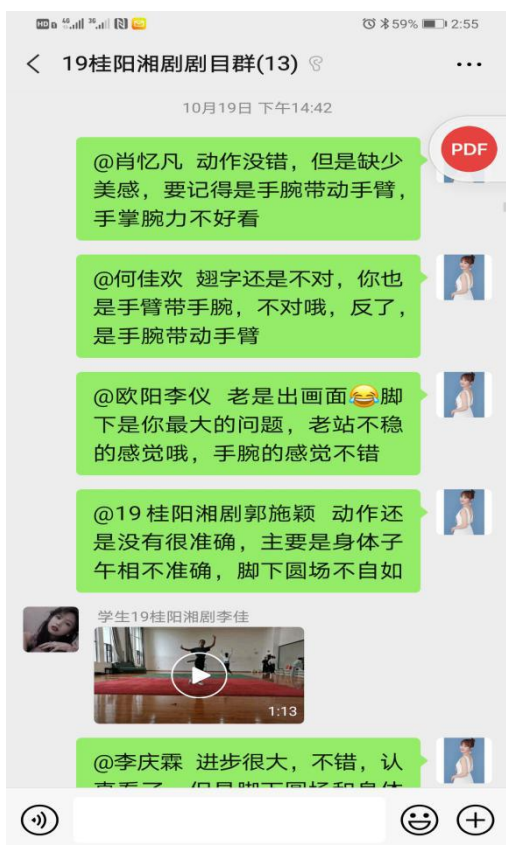 HD 4G 3G 59% 2:55
19桂阳湘剧剧目群(13)
10月19日 下午14:42
PDF
@肖忆凡 动作没错，但是缺少
美感，要记得是手腕带动手臂，
手掌腕力不好看
@何佳欢 翅字还是不对，你也
是手臂带手腕，不对哦，反了，
是手腕带动手臂
@欧阳李仪 老是出画面😂脚
下是你最大的问题，老站不稳
的感觉哦，手腕的感觉不错
@19桂阳湘剧郭施颖 动作还
是没有很准确，主要是身体子
午相不准确，脚下圆场不自如
学生19桂阳湘剧李佳
1:13
@李庆霖 进步很大，不错，认